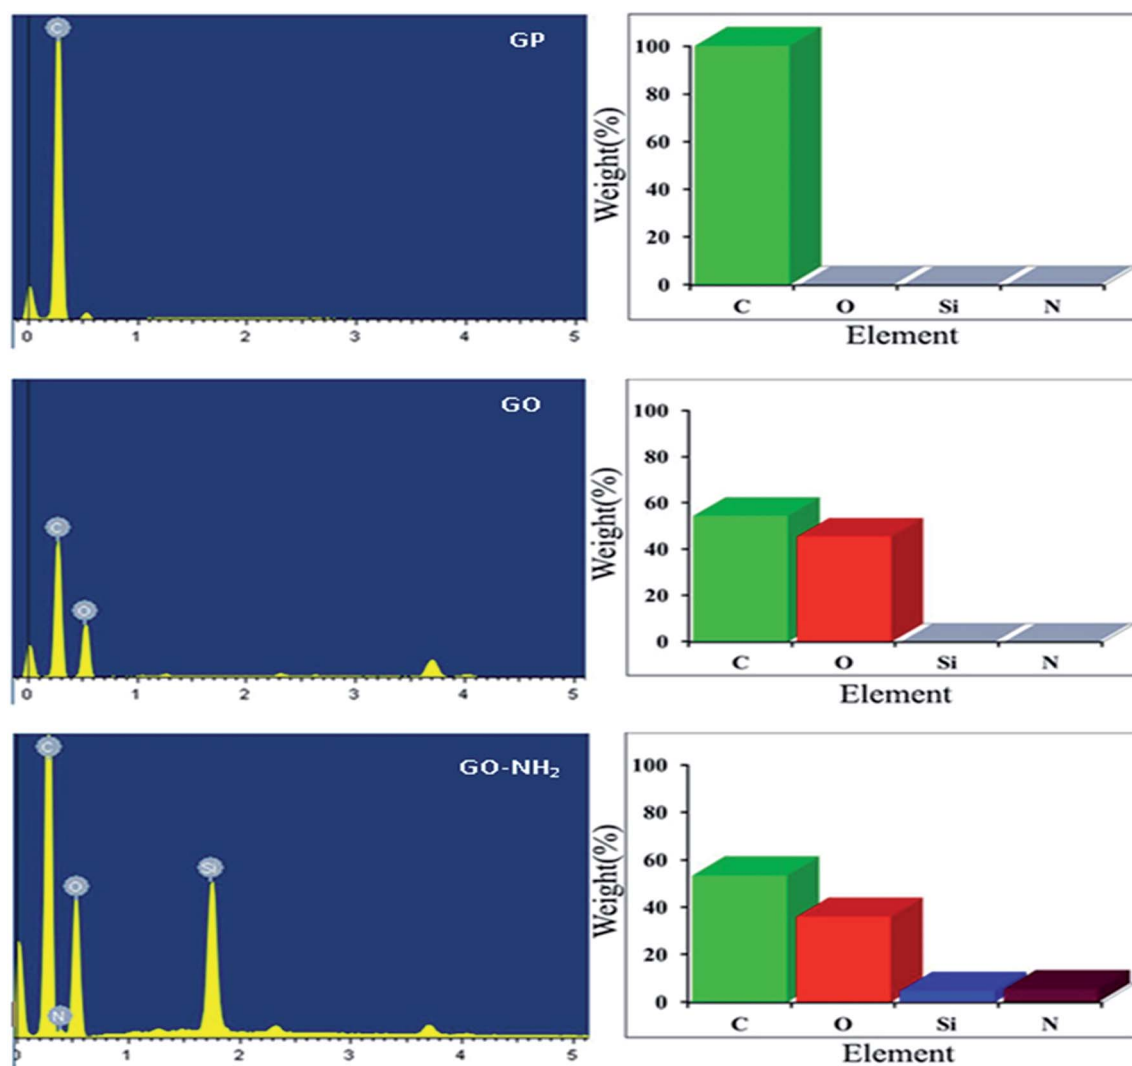 C
GP
0 1 2 3 4 5
100
80
60
40
20
0
Weight(%)
C O Si N
Element
GO
C
O
0 1 2 3 4 5
100
80
60
40
20
0
Weight(%)
C O Si N
Element
C
GO-NH₂
O
Si
N
0 1 2 3 4 5
100
80
60
40
20
0
Weight(%)
C O Si N
Element